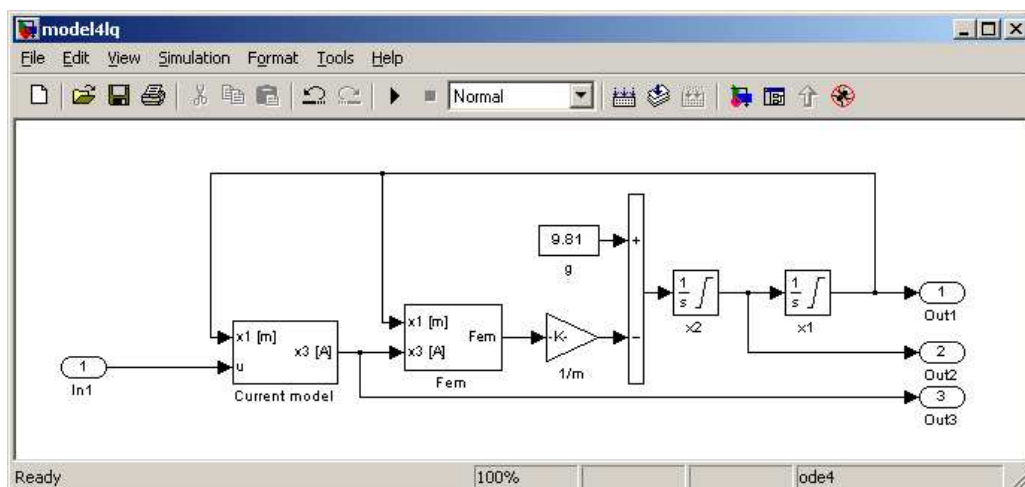 model4lq
File Edit View Simulation Format Tools Help
Normal
9.81
g
+
-
1
s
x2
1
s
x1
1
Out1
x1 [m]
u
x3 [A]
Current model
x1 [m]
x3 [A]
Fem
Fem
-K-
1/m
1
In1
2
Out2
3
Out3
Ready 100% ode4